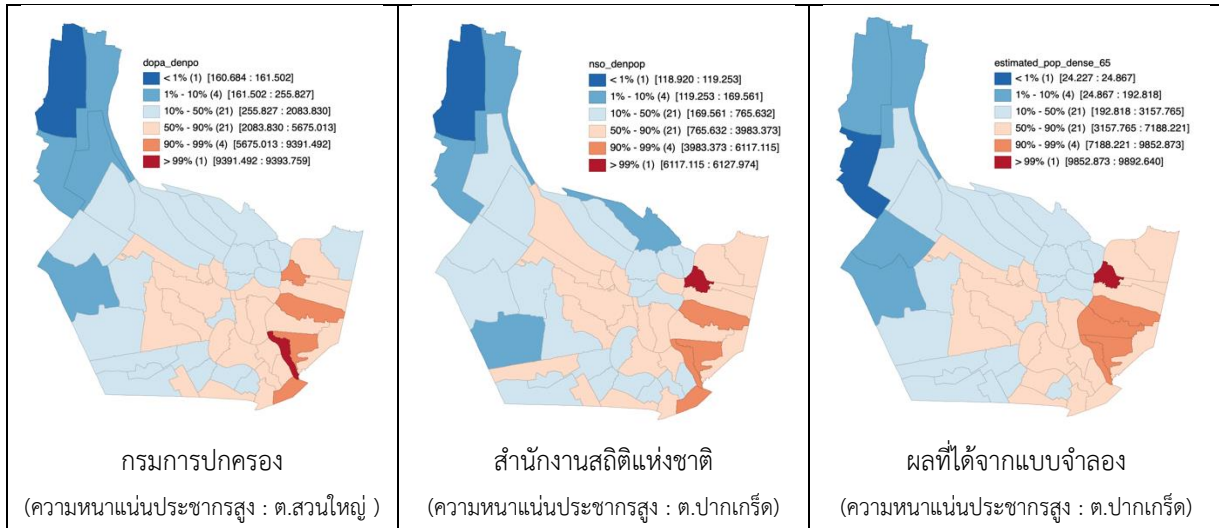 dopa_denpo
< 1% (1) [160.684 : 161.502]
1% - 10% (4) [161.502 : 255.827]
10% - 50% (21) [255.827 : 2083.830]
50% - 90% (21) [2083.830 : 5675.013]
90% - 99% (4) [5675.013 : 9391.492]
> 99% (1) [9391.492 : 9393.759]
กรมการปกครอง
(ความหนาแน่นประชากรสูง : ต.สวนใหญ่ )
nso_denpop
< 1% (1) [118.920 : 119.253]
1% - 10% (4) [119.253 : 169.561]
10% - 50% (21) [169.561 : 765.632]
50% - 90% (21) [765.632 : 3983.373]
90% - 99% (4) [3983.373 : 6117.115]
> 99% (1) [6117.115 : 6127.974]
สำนักงานสถิติแห่งชาติ
(ความหนาแน่นประชากรสูง : ต.ปากเกร็ด)
estimated_pop_dense_65
< 1% (1) [24.227 : 24.867]
1% - 10% (4) [24.867 : 192.818]
10% - 50% (21) [192.818 : 3157.765]
50% - 90% (21) [3157.765 : 7188.221]
90% - 99% (4) [7188.221 : 9852.873]
> 99% (1) [9852.873 : 9892.640]
ผลที่ได้จากแบบจำลอง
(ความหนาแน่นประชากรสูง : ต.ปากเกร็ด)